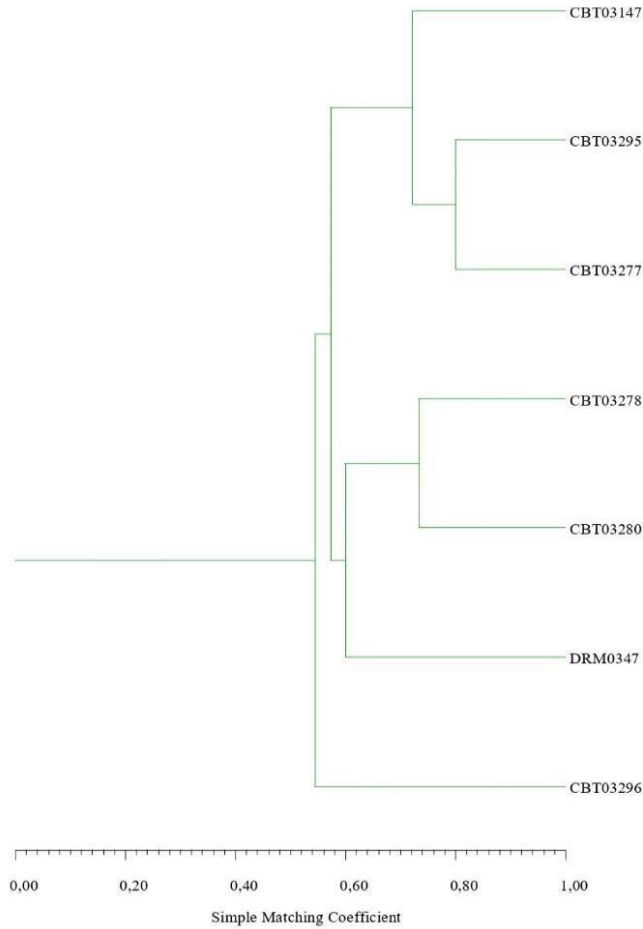 CBT03147
CBT03295
CBT03277
CBT03278
CBT03280
DRM0347
CBT03296
0,00 0,20 0,40 0,60 0,80 1,00
Simple Matching Coefficient